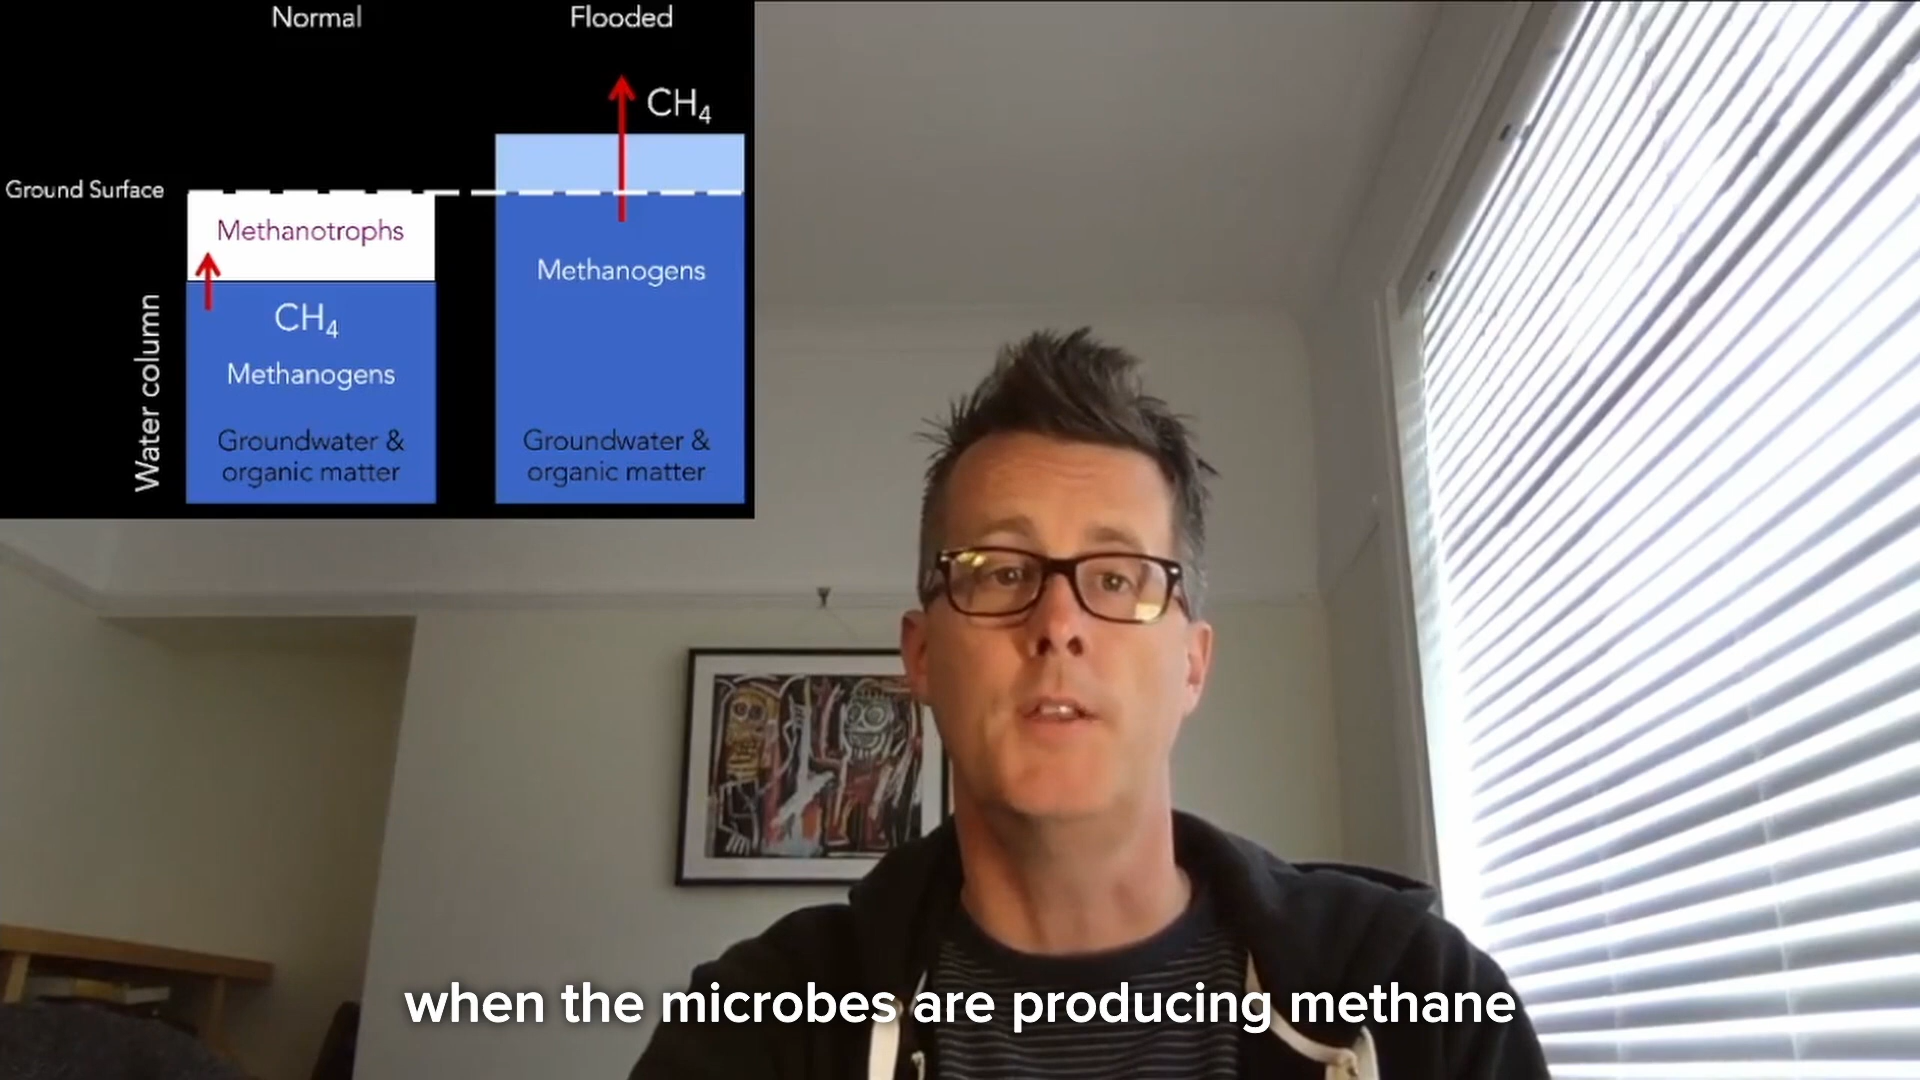 Normal
Flooded
CH₄
Ground Surface
Methanotrophs
Methanogens
CH₄
Methanogens
Water column
Groundwater &
organic matter
Groundwater &
organic matter
when the microbes are producing methane